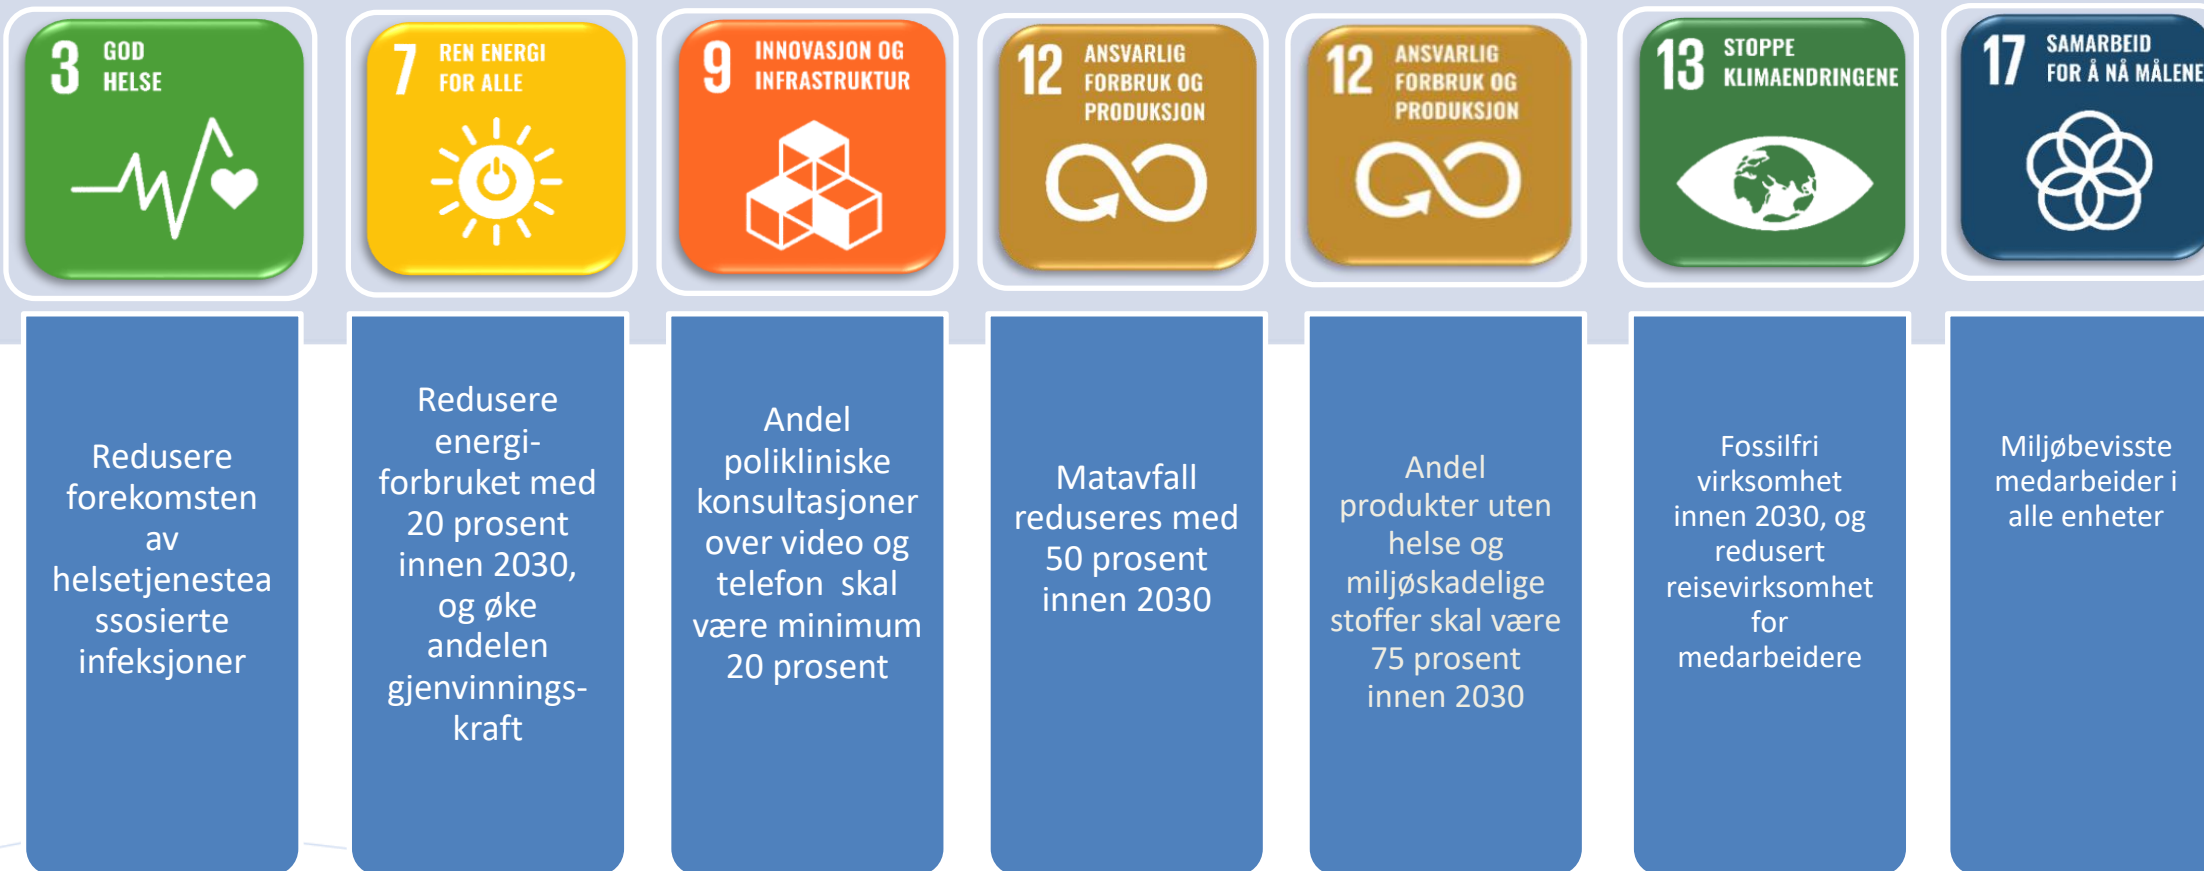 3 GOD
HELSE
7 REN ENERGI
FOR ALLE
9 INNOVASJON OG
INFRASTRUKTUR
12 ANSVARLIG
FORBRUK OG
PRODUKSJON
12 ANSVARLIG
FORBRUK OG
PRODUKSJON
13 STOPPE
KLIMAENDRINGENE
17 SAMARBEID
FOR Å NÅ MÅLENE
Redusere
forekomsten
av
helsetjenestea
ssosierte
infeksjoner
Redusere
energi-
forbruket med
20 prosent
innen 2030,
og øke
andelen
gjenvinnings-
kraft
Andel
polikliniske
konsultasjoner
over video og
telefon skal
være minimum
20 prosent
Matavfall
reduseres med
50 prosent
innen 2030
Andel
produkter uten
helse og
miljøskadelige
stoffer skal være
75 prosent
innen 2030
Fossilfri
virksomhet
innen 2030, og
redusert
reisevirksomhet
for
medarbeidere
Miljøbevisste
medarbeider i
alle enheter